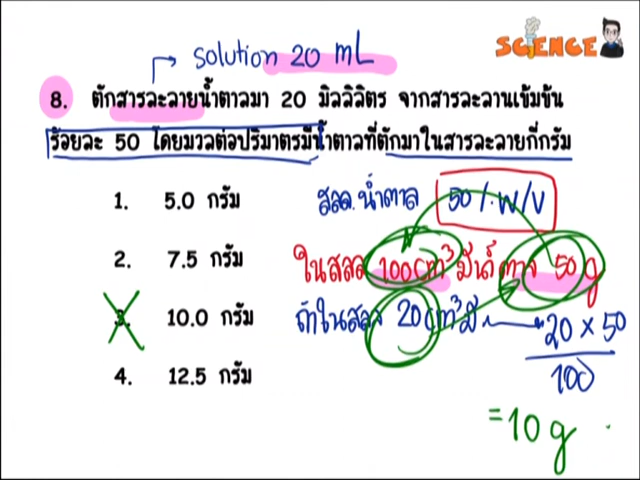 SCIENCE
solution 20 mL
8. ตักสารละลายน้ำตาลมา 20 มิลลิลิตร จากสารละลานเข้มข้น
ร้อยละ 50 โดยมวลต่อปริมาตรมีน้ำตาลที่ตักมาในสารละลายกี่กรัม
1. 5.0 กรัม
สลล. น้ำตาล 50 %W/V
2. 7.5 กรัม
ในสลล 100cm³ มีน้ำตาล 50 g
3. 10.0 กรัม
ถ้าในสลล 20cm³ มี 20 x 50
100
4. 12.5 กรัม
= 10 g